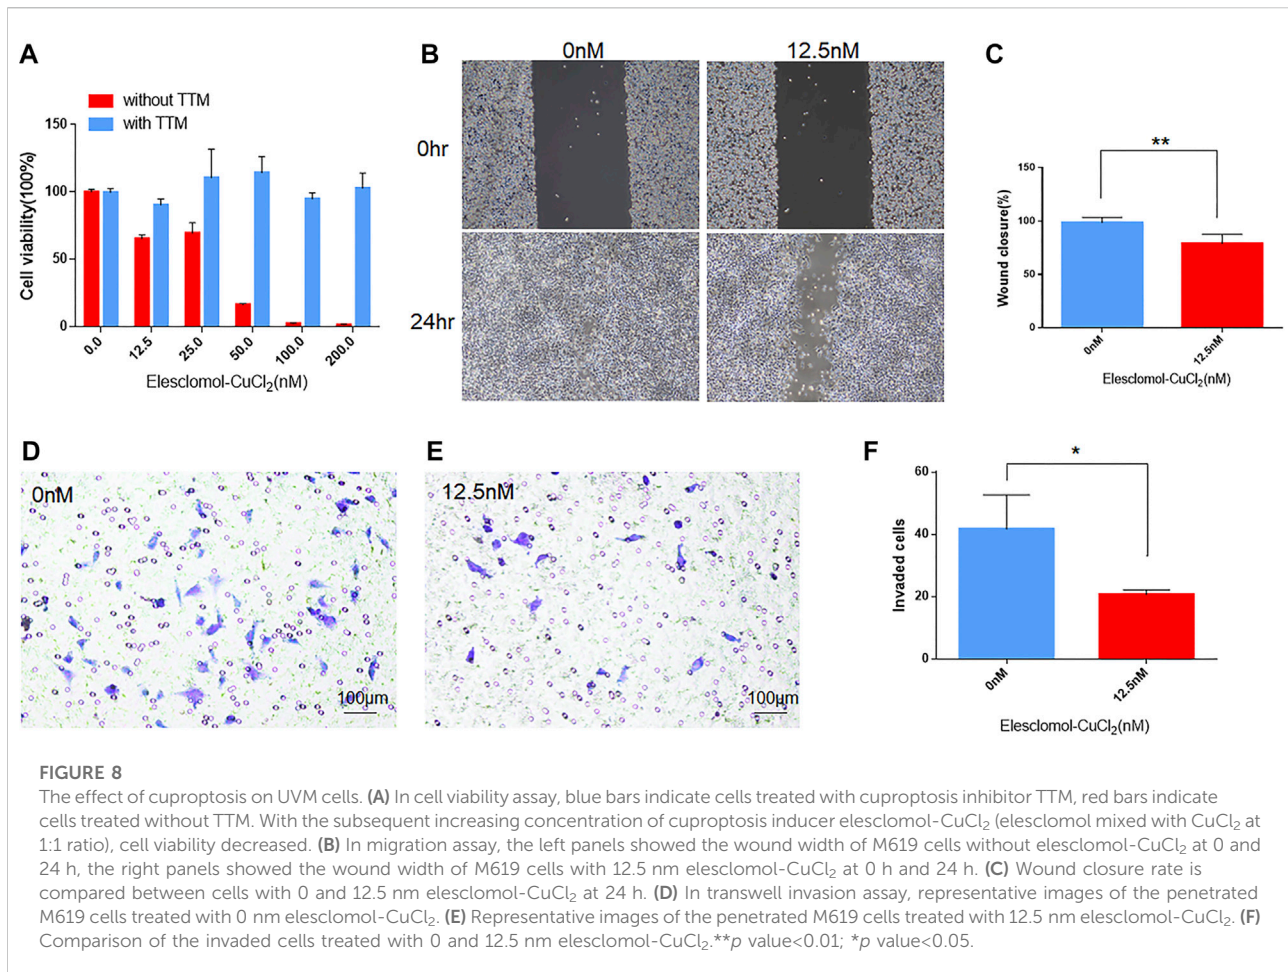 A
without TTM
with TTM
Cell viability(100%)
150
100
50
0
0.0
12.5
25.0
50.0
100.0
200.0
Elesclomol-CuCl₂(nM)
B
0nM
12.5nM
0hr
24hr
C
**
Wound closure(%)
150
100
50
0
0nM
12.5nM
Elesclomol-CuCl₂(nM)
D
0nM
100μm
E
12.5nM
100μm
F
*
Invaded cells
60
40
20
0
0nM
12.5nM
Elesclomol-CuCl₂(nM)
FIGURE 8
The effect of cuproptosis on UVM cells. (A) In cell viability assay, blue bars indicate cells treated with cuproptosis inhibitor TTM, red bars indicate
cells treated without TTM. With the subsequent increasing concentration of cuproptosis inducer elesclomol-CuCl₂ (elesclomol mixed with CuCl₂ at
1:1 ratio), cell viability decreased. (B) In migration assay, the left panels showed the wound width of M619 cells without elesclomol-CuCl₂ at 0 and
24 h, the right panels showed the wound width of M619 cells with 12.5 nm elesclomol-CuCl₂ at 0 h and 24 h. (C) Wound closure rate is
compared between cells with 0 and 12.5 nm elesclomol-CuCl₂ at 24 h. (D) In transwell invasion assay, representative images of the penetrated
M619 cells treated with 0 nm elesclomol-CuCl₂. (E) Representative images of the penetrated M619 cells treated with 12.5 nm elesclomol-CuCl₂. (F)
Comparison of the invaded cells treated with 0 and 12.5 nm elesclomol-CuCl₂.**p value<0.01; *p value<0.05.